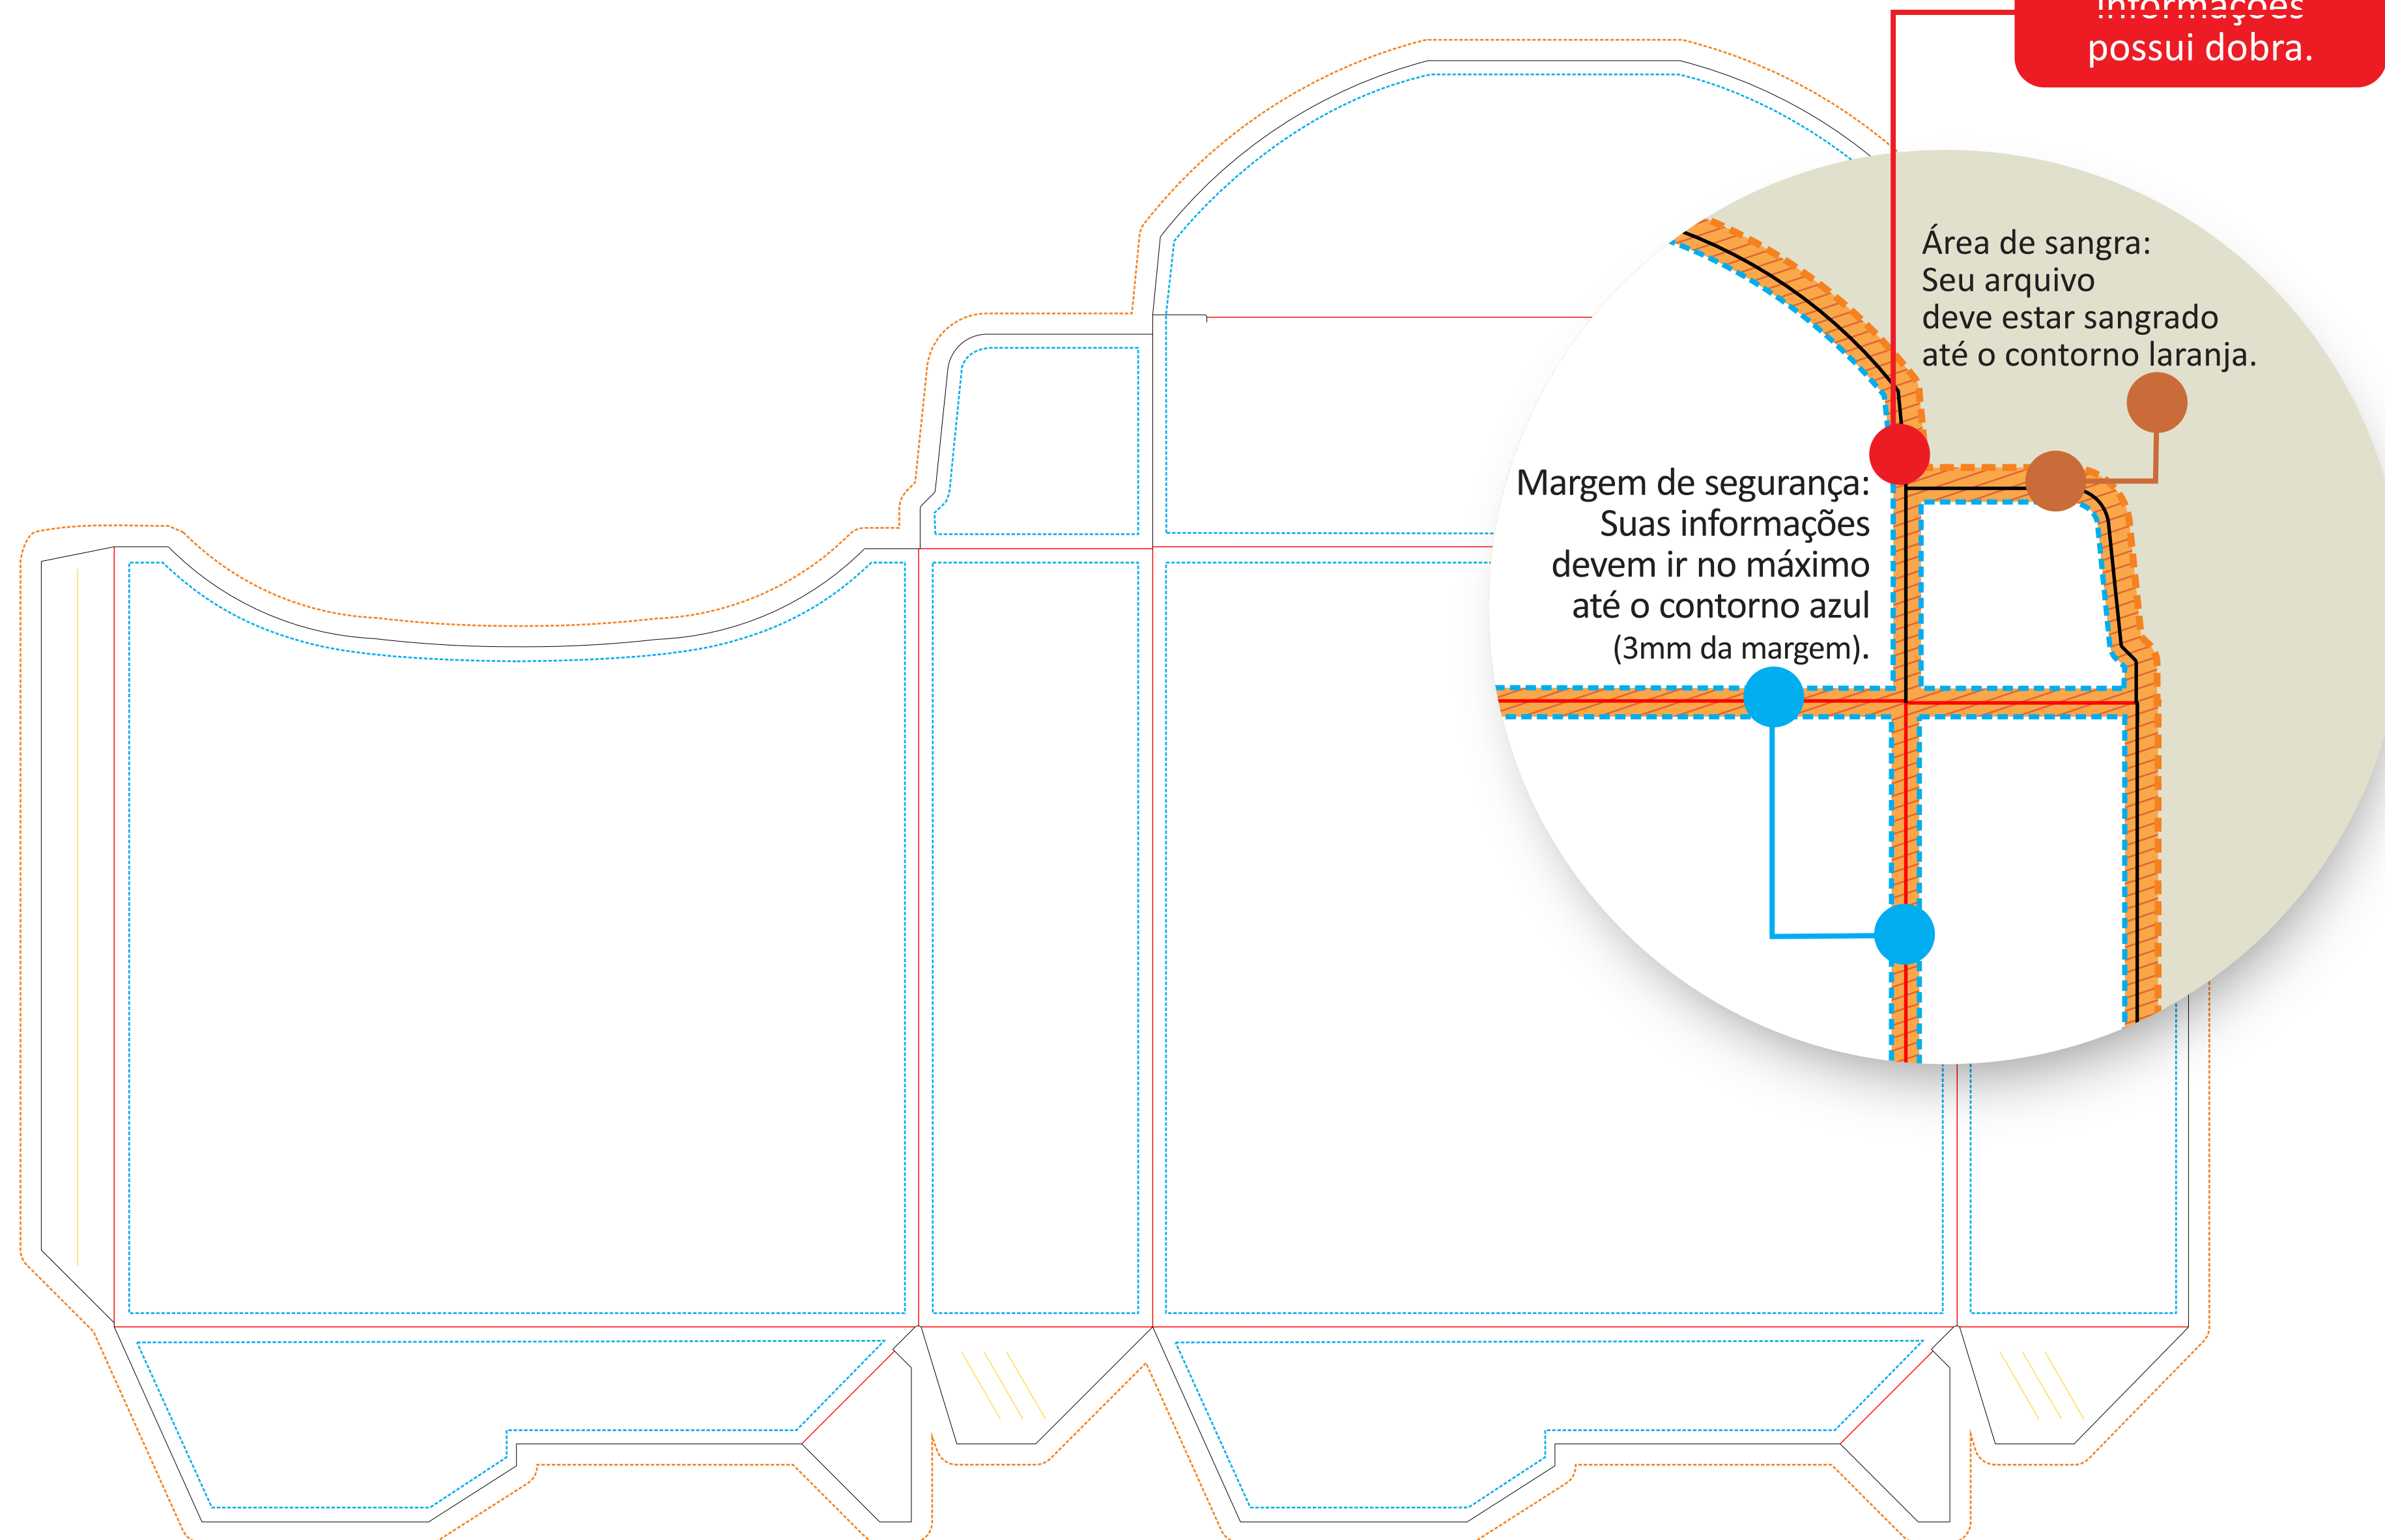 informações
possui dobra.
Área de sangra:
Seu arquivo
deve estar sangrado
até o contorno laranja.
Margem de segurança:
Suas informações
devem ir no máximo
até o contorno azul
(3mm da margem).